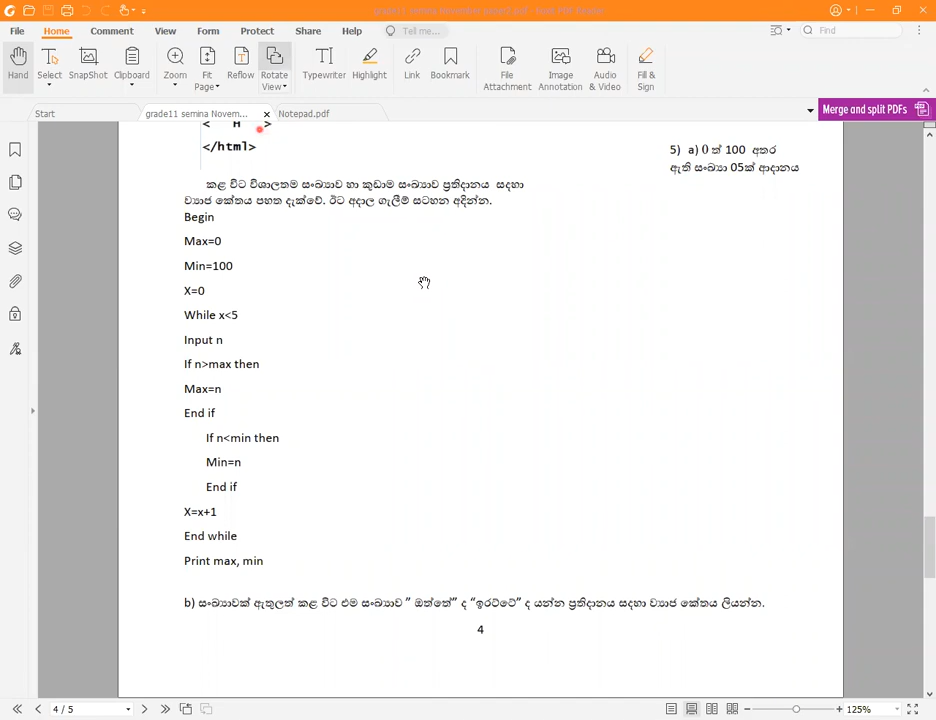 File Home Comment View Form Protect Share Help Tell me... Find
Hand Select SnapShot Clipboard Zoom Fit Page Reflow Rotate View Typewriter Highlight Link Bookmark File Attachment Image Annotation Audio & Video Fill & Sign
Start grade11 semina Novem... Notepad.pdf Merge and split PDFs
< H >
</html>
5) a) 0 ත් 100 අතර
ඇති සංඛ්‍යා 05ක් ආදානය
කළ විට විශාලතම සංඛ්‍යාව හා කුඩාම සංඛ්‍යාව ප්‍රතිදානය සදහා
ව්‍යාජ කේතය පහත දැක්වේ. ඊට අදාල ගැලීම් සටහන අදින්න.
Begin
Max=0
Min=100
X=0
While x<5
Input n
If n>max then
Max=n
End if
If n<min then
Min=n
End if
X=x+1
End while
Print max, min
b) සංඛ්‍යාවක් ඇතුලත් කළ විට එම සංඛ්‍යාව " ඔත්තේ" ද "ඉරට්ටේ" ද යන්න ප්‍රතිදානය සදහා ව්‍යාජ කේතය ලියන්න.
4
4 / 5 125%